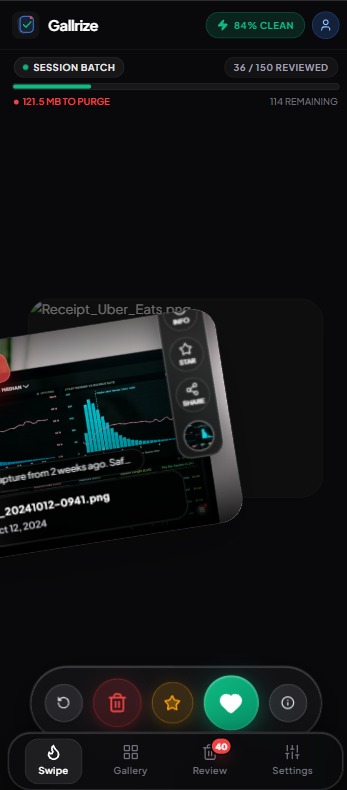 Gallrize
84% CLEAN
SESSION BATCH
36 / 150 REVIEWED
121.5 MB TO PURGE
114 REMAINING
Receipt_Uber_Eats.png
INFO
MEDIAN
STAR
SHARE
apture from 2 weeks ago. Saf...
_20241012-0941.png
ct 12, 2024
Swipe
Gallery
40
Review
Settings